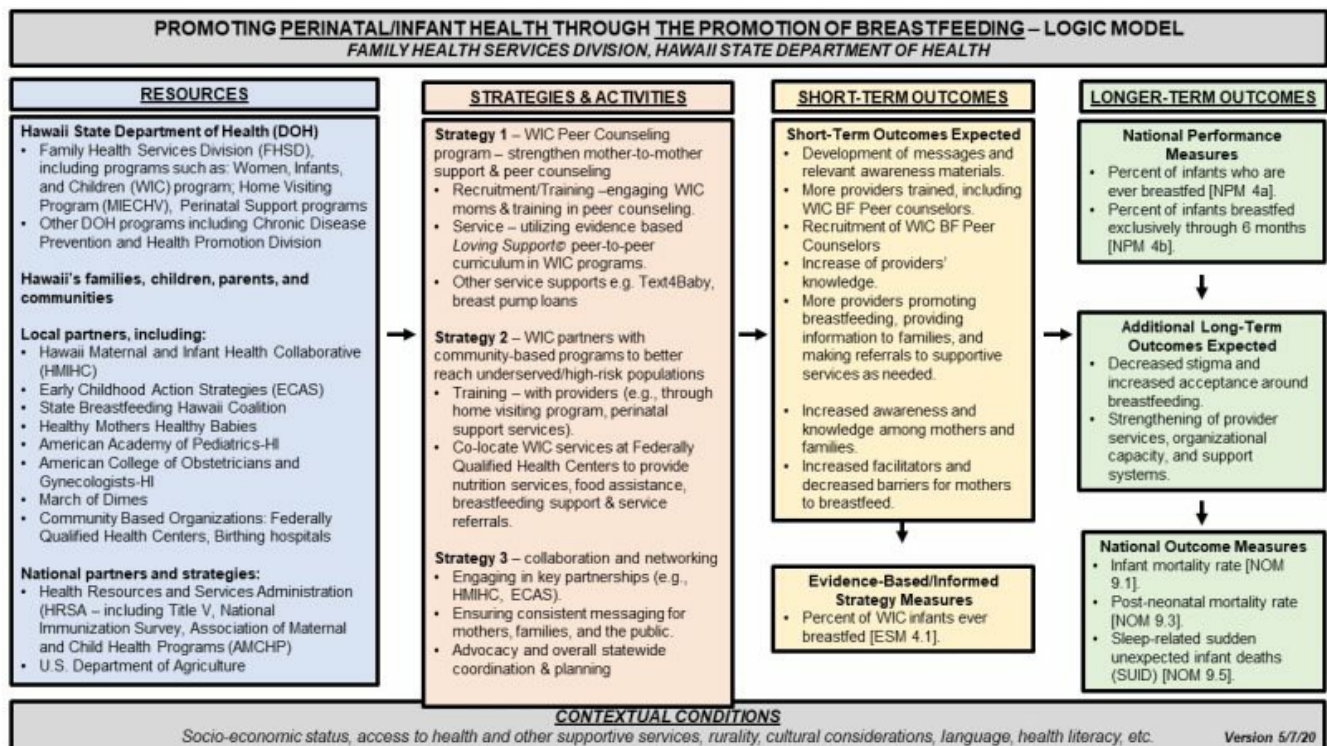 PROMOTING PERINATAL/INFANT HEALTH THROUGH THE PROMOTION OF BREASTFEEDING – LOGIC MODEL
FAMILY HEALTH SERVICES DIVISION, HAWAII STATE DEPARTMENT OF HEALTH
RESOURCES
Hawaii State Department of Health (DOH)
• Family Health Services Division (FHSD),
including programs such as: Women, Infants,
and Children (WIC) program; Home Visiting
Program (MIECHV), Perinatal Support programs
• Other DOH programs including Chronic Disease
Prevention and Health Promotion Division
Hawaii's families, children, parents, and
communities
Local partners, including:
• Hawaii Maternal and Infant Health Collaborative
(HMIHC)
• Early Childhood Action Strategies (ECAS)
• State Breastfeeding Hawaii Coalition
• Healthy Mothers Healthy Babies
• American Academy of Pediatrics-HI
• American College of Obstetricians and
Gynecologists-HI
• March of Dimes
• Community Based Organizations: Federally
Qualified Health Centers, Birthing hospitals
National partners and strategies:
• Health Resources and Services Administration
(HRSA – including Title V, National
Immunization Survey, Association of Maternal
and Child Health Programs (AMCHP)
• U.S. Department of Agriculture
STRATEGIES & ACTIVITIES
Strategy 1 – WIC Peer Counseling
program – strengthen mother-to-mother
support & peer counseling
• Recruitment/Training –engaging WIC
moms & training in peer counseling.
• Service – utilizing evidence based
Loving Support© peer-to-peer
curriculum in WIC programs.
• Other service supports e.g. Text4Baby,
breast pump loans
Strategy 2 – WIC partners with
community-based programs to better
reach underserved/high-risk populations
• Training – with providers (e.g., through
home visiting program, perinatal
support services).
• Co-locate WIC services at Federally
Qualified Health Centers to provide
nutrition services, food assistance,
breastfeeding support & service
referrals.
Strategy 3 – collaboration and networking
• Engaging in key partnerships (e.g.,
HMIHC, ECAS).
• Ensuring consistent messaging for
mothers, families, and the public.
• Advocacy and overall statewide
coordination & planning
SHORT-TERM OUTCOMES
Short-Term Outcomes Expected
• Development of messages and
relevant awareness materials.
• More providers trained, including
WIC BF Peer counselors.
• Recruitment of WIC BF Peer
Counselors
• Increase of providers'
knowledge.
• More providers promoting
breastfeeding, providing
information to families, and
making referrals to supportive
services as needed.
• Increased awareness and
knowledge among mothers and
families.
• Increased facilitators and
decreased barriers for mothers
to breastfeed.
Evidence-Based/Informed
Strategy Measures
• Percent of WIC infants ever
breastfed [ESM 4.1].
LONGER-TERM OUTCOMES
National Performance
Measures
• Percent of infants who are
ever breastfed [NPM 4a].
• Percent of infants breastfed
exclusively through 6 months
[NPM 4b].
Additional Long-Term
Outcomes Expected
• Decreased stigma and
increased acceptance around
breastfeeding.
• Strengthening of provider
services, organizational
capacity, and support
systems.
National Outcome Measures
• Infant mortality rate [NOM
9.1].
• Post-neonatal mortality rate
[NOM 9.3].
• Sleep-related sudden
unexpected infant deaths
(SUID) [NOM 9.5].
CONTEXTUAL CONDITIONS
Socio-economic status, access to health and other supportive services, rurality, cultural considerations, language, health literacy, etc. Version 5/7/20